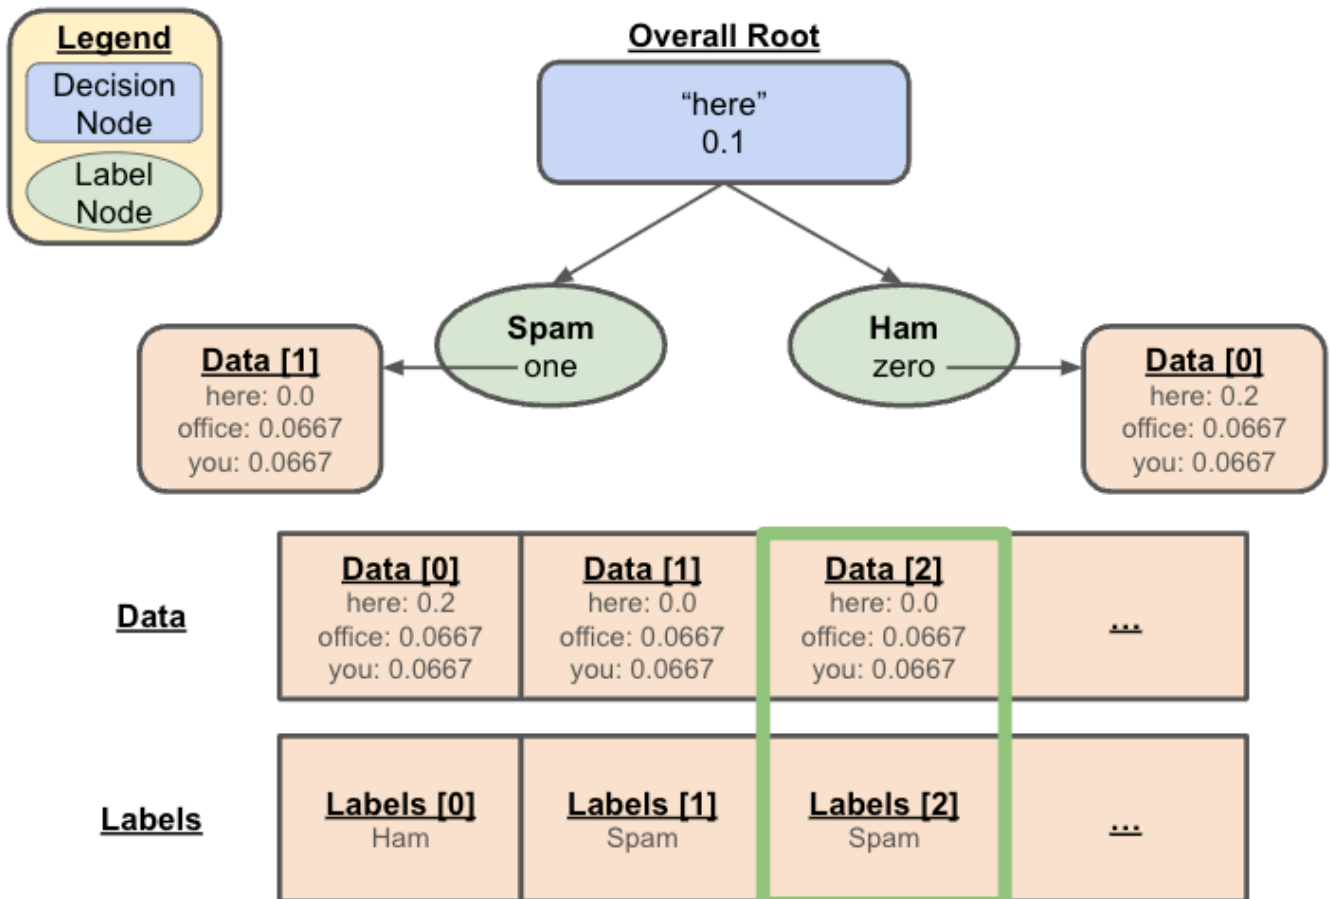 Legend
Decision
Node
Label
Node
Overall Root
“here”
0.1
Spam
one
Ham
zero
Data [1]
here: 0.0
office: 0.0667
you: 0.0667
Data [0]
here: 0.2
office: 0.0667
you: 0.0667
Data
Data [0]
here: 0.2
office: 0.0667
you: 0.0667
Data [1]
here: 0.0
office: 0.0667
you: 0.0667
Data [2]
here: 0.0
office: 0.0667
you: 0.0667
...
Labels
Labels [0]
Ham
Labels [1]
Spam
Labels [2]
Spam
...